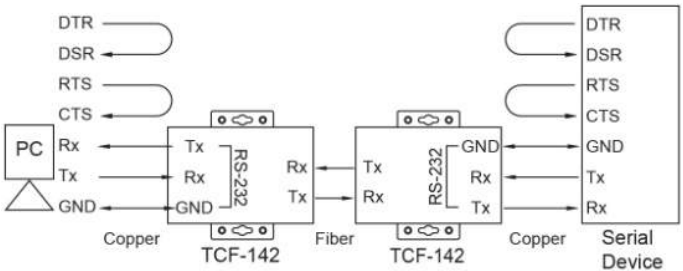 DTR DTR
DSR DSR
RTS RTS
CTS CTS
PC Rx Tx RS-232 Rx Tx RS-232 GND GND
Tx Rx Tx Rx Rx Tx
GND GND Tx Rx
Copper TCF-142 Fiber TCF-142 Copper Serial
Device